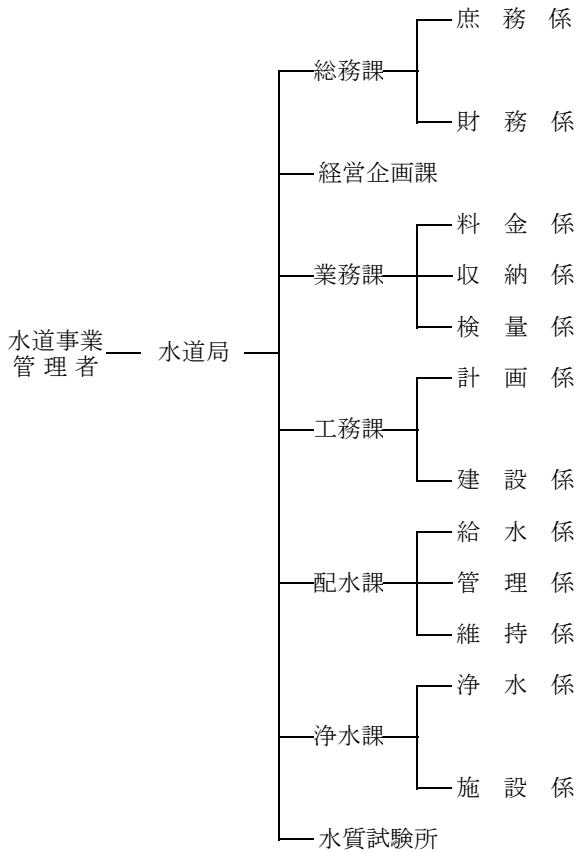 水道事業
管理者
水道局
総務課
庶務係
財務係
経営企画課
業務課
料金係
収納係
検量係
工務課
計画係
建設係
配水課
給水係
管理係
維持係
浄水課
浄水係
施設係
水質試験所